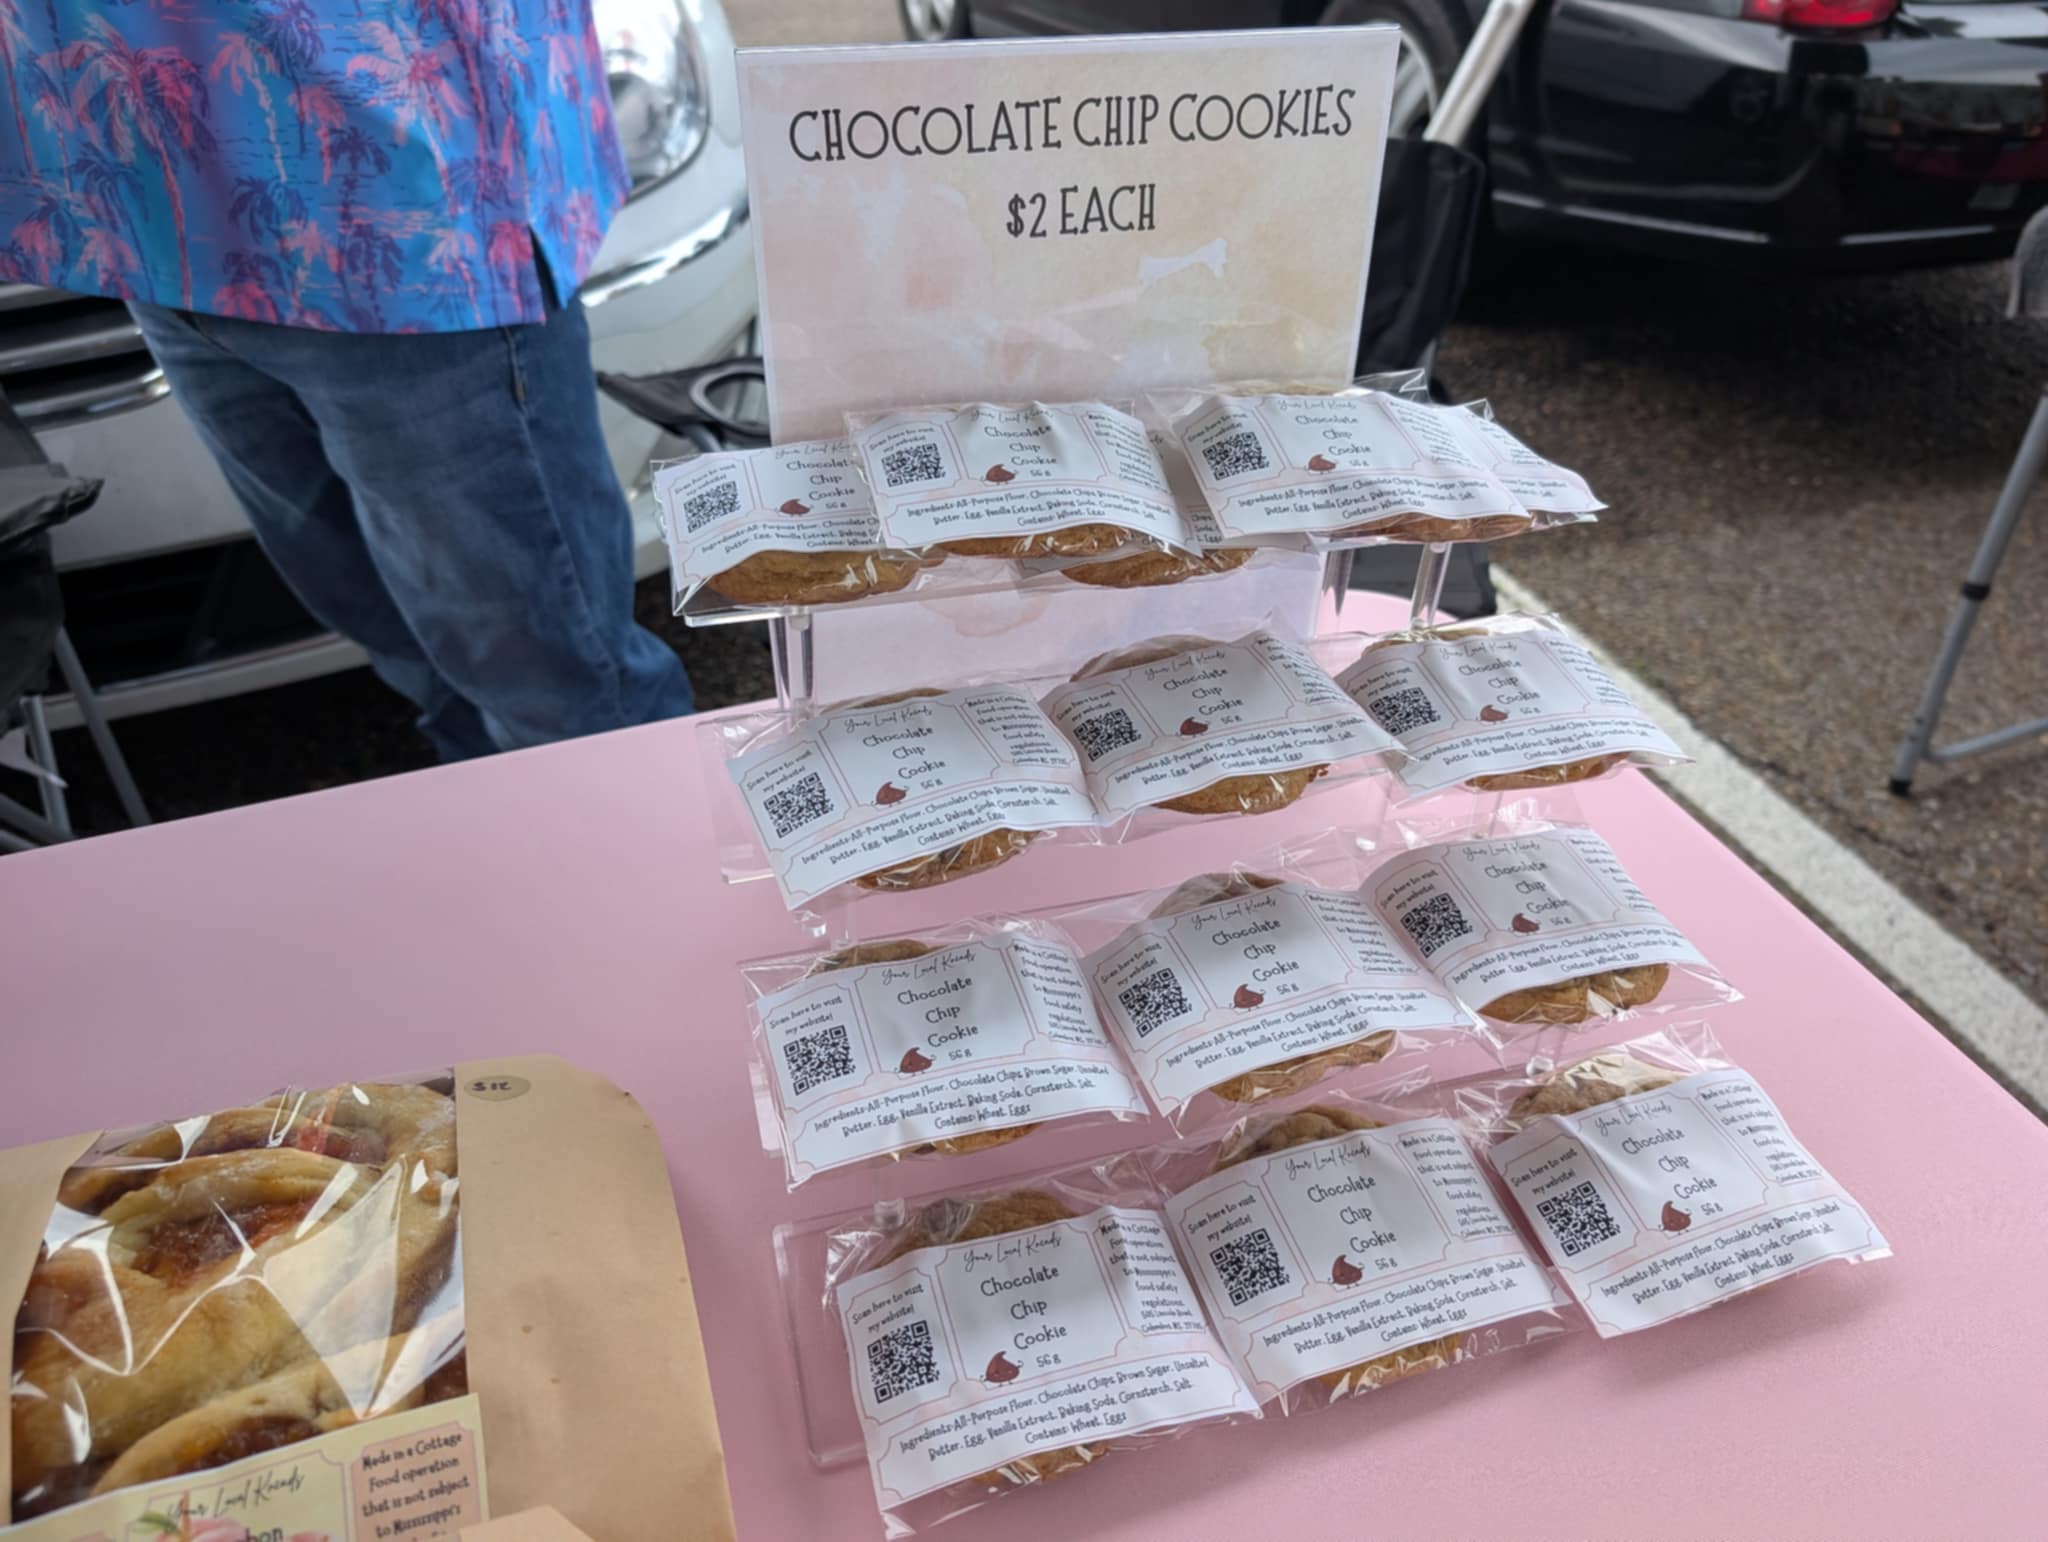 CHOCOLATE CHIP COOKIES
$2 EACH
Your Local Kneads
Scan here to visit
my website!
Chocolate
Chip
Cookie
56 g
Made in a Cottage
Food operation
that is not subject
to Mississippi's
food safety
regulations.
Ingredients: All-Purpose Flour, Chocolate Chips, Brown Sugar, Unsalted
Butter, Egg, Vanilla Extract, Baking Soda, Cornstarch, Salt.
Contains: Wheat, Eggs
$12
Your Local Kneads
Made in a Cottage
Food operation
that is not subject
to Mississippi's